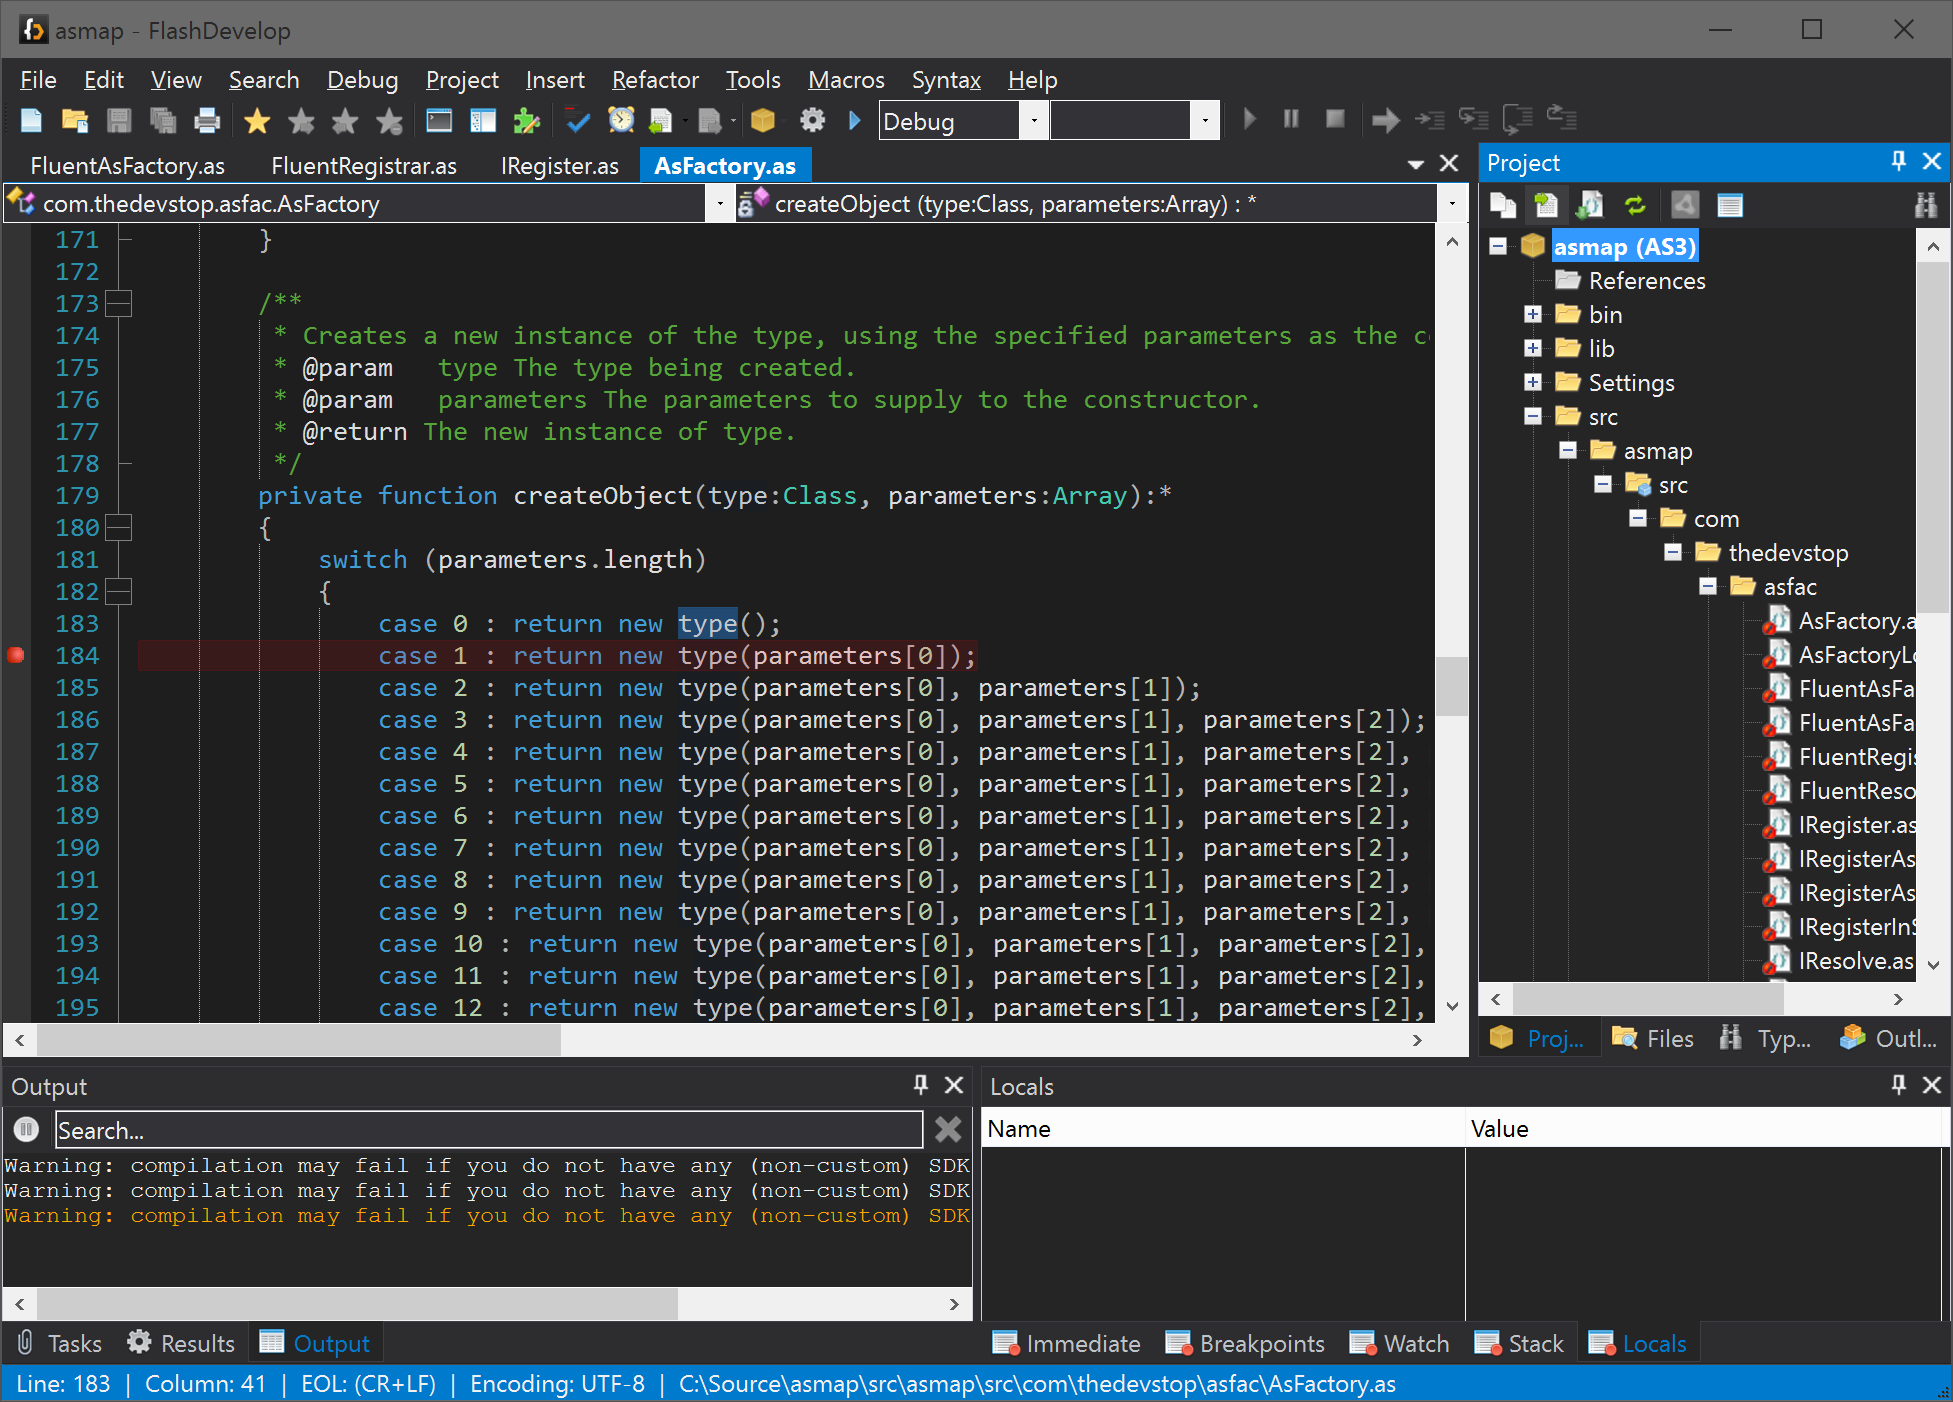 asmap - FlashDevelop
File Edit View Search Debug Project Insert Refactor Tools Macros Syntax Help
Debug
FluentAsFactory.as FluentRegistrar.as IRegister.as AsFactory.as
com.thedevstop.asfac.AsFactory createObject (type:Class, parameters:Array) : *
171 }
172
173 /**
174 * Creates a new instance of the type, using the specified parameters as the c
175 * @param type The type being created.
176 * @param parameters The parameters to supply to the constructor.
177 * @return The new instance of type.
178 */
179 private function createObject(type:Class, parameters:Array):*
180 {
181 switch (parameters.length)
182 {
183 case 0 : return new type();
184 case 1 : return new type(parameters[0]);
185 case 2 : return new type(parameters[0], parameters[1]);
186 case 3 : return new type(parameters[0], parameters[1], parameters[2]);
187 case 4 : return new type(parameters[0], parameters[1], parameters[2],
188 case 5 : return new type(parameters[0], parameters[1], parameters[2],
189 case 6 : return new type(parameters[0], parameters[1], parameters[2],
190 case 7 : return new type(parameters[0], parameters[1], parameters[2],
191 case 8 : return new type(parameters[0], parameters[1], parameters[2],
192 case 9 : return new type(parameters[0], parameters[1], parameters[2],
193 case 10 : return new type(parameters[0], parameters[1], parameters[2],
194 case 11 : return new type(parameters[0], parameters[1], parameters[2],
195 case 12 : return new type(parameters[0], parameters[1], parameters[2],
Project
asmap (AS3)
References
bin
lib
Settings
src
asmap
src
com
thedevstop
asfac
AsFactory.a
AsFactoryLo
FluentAsFa
FluentAsFa
FluentRegis
FluentReso
IRegister.as
IRegisterAs
IRegisterAs
IRegisterInS
IResolve.as
Proj... Files Typ... Outl...
Output
Search...
Warning: compilation may fail if you do not have any (non-custom) SDK
Warning: compilation may fail if you do not have any (non-custom) SDK
Warning: compilation may fail if you do not have any (non-custom) SDK
Tasks Results Output
Locals
Name Value
Immediate Breakpoints Watch Stack Locals
Line: 183 | Column: 41 | EOL: (CR+LF) | Encoding: UTF-8 | C:\Source\asmap\src\asmap\src\com\thedevstop\asfac\AsFactory.as